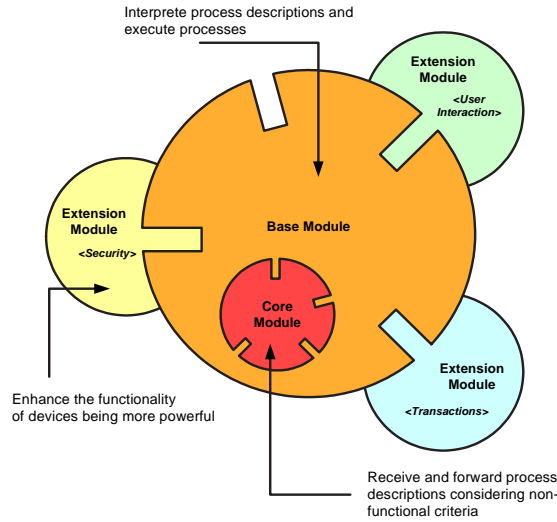 Interprete process descriptions and
execute processes
Extension
Module
<User
Interaction>
Extension
Module
<Security>
Base Module
Core
Module
Extension
Module
<Transactions>
Enhance the functionality
of devices being more powerful
Receive and forward process
descriptions considering non-
functional criteria